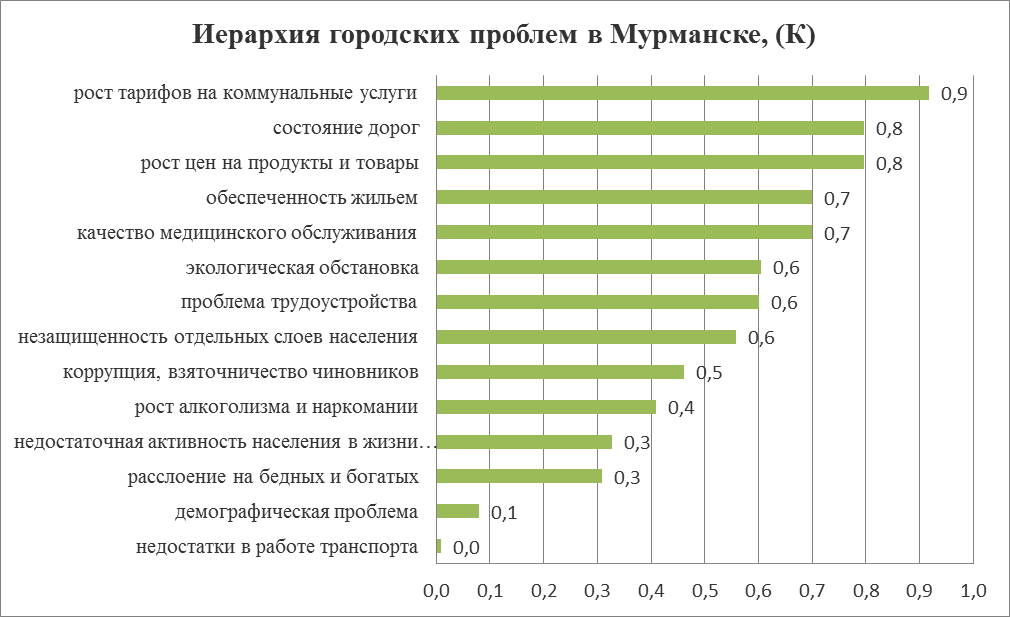 Иерархия городских проблем в Мурманске, (К)
рост тарифов на коммунальные услуги 0,9
состояние дорог 0,8
рост цен на продукты и товары 0,8
обеспеченность жильем 0,7
качество медицинского обслуживания 0,7
экологическая обстановка 0,6
проблема трудоустройства 0,6
незащищенность отдельных слоев населения 0,6
коррупция, взяточничество чиновников 0,5
рост алкоголизма и наркомании 0,4
недостаточная активность населения в жизни… 0,3
расслоение на бедных и богатых 0,3
демографическая проблема 0,1
недостатки в работе транспорта 0,0
0,0 0,1 0,2 0,3 0,4 0,5 0,6 0,7 0,8 0,9 1,0